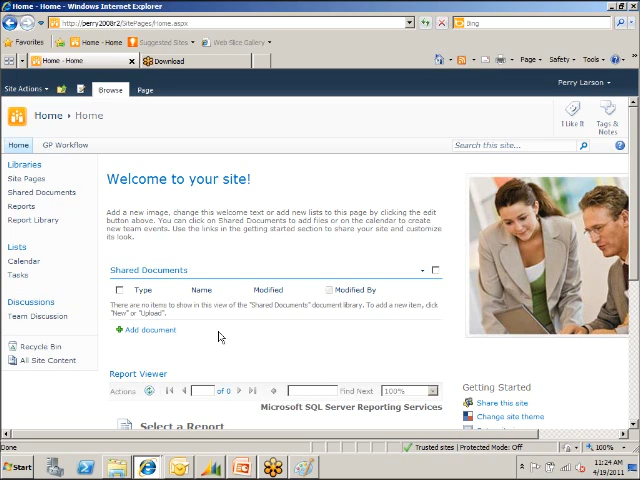 Home - Home - Windows Internet Explorer
http://perry2008r2/SitePages/Home.aspx
Bing
Favorites
Home - Home
Suggested Sites
Web Slice Gallery
Home - Home
Download
Page
Safety
Tools
Perry Larson
Site Actions
Browse
Page
Home
Home
I Like It
Tags &
Notes
Home
GP Workflow
Search this site...
Libraries
Site Pages
Shared Documents
Reports
Report Library
Lists
Calendar
Tasks
Discussions
Team Discussion
Recycle Bin
All Site Content
Welcome to your site!
Add a new image, change this welcome text or add new lists to this page by clicking the edit
button above. You can click on Shared Documents to add files or on the calendar to create
new team events. Use the links in the getting started section to share your site and customize
its look.
Shared Documents
Type
Name
Modified
Modified By
There are no items to show in this view of the "Shared Documents" document library. To add a new item, click
"New" or "Upload".
Add document
Report Viewer
Actions
of 0
Find Next
100%
Microsoft SQL Server Reporting Services
Select a Report
Getting Started
Share this site
Change site theme
Done
Trusted sites | Protected Mode: Off
100%
Start
11:24 AM
4/19/2011